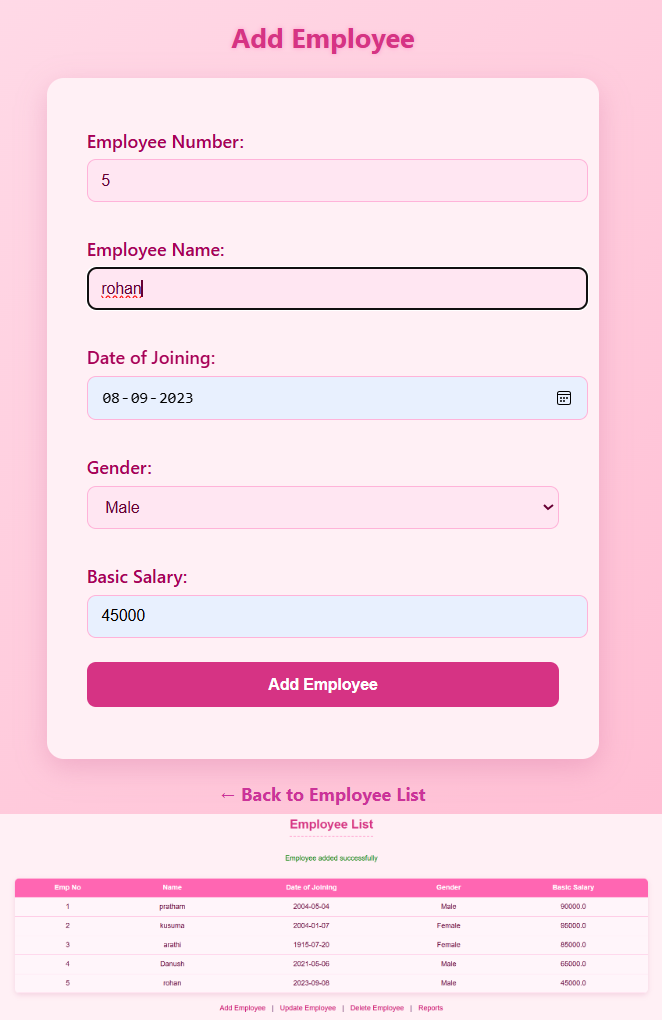 Add Employee
Employee Number:
5
Employee Name:
rohan
Date of Joining:
08-09-2023
Gender:
Male
Basic Salary:
45000
Add Employee
← Back to Employee List
Employee List
Employee added successfully
Emp No Name Date of Joining Gender Basic Salary
1 pratham 2004-05-04 Male 90000.0
2 kusuma 2004-01-07 Female 95000.0
3 arathi 1915-07-20 Female 85000.0
4 Danush 2021-05-06 Male 65000.0
5 rohan 2023-09-08 Male 45000.0
Add Employee | Update Employee | Delete Employee | Reports